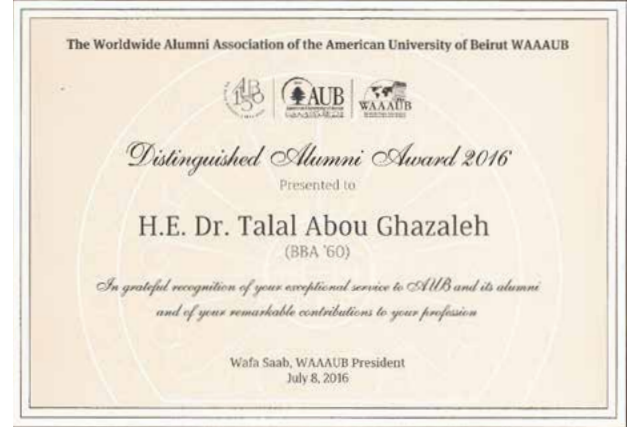 The Worldwide Alumni Association of the American University of Beirut WAAAUB
AUB 150
AUB
WAAAUB
Distinguished Alumni Award 2016
Presented to
H.E. Dr. Talal Abou Ghazaleh
(BBA '60)
In grateful recognition of your exceptional service to AUB and its alumni
and of your remarkable contributions to your profession
Wafa Saab, WAAAUB President
July 8, 2016